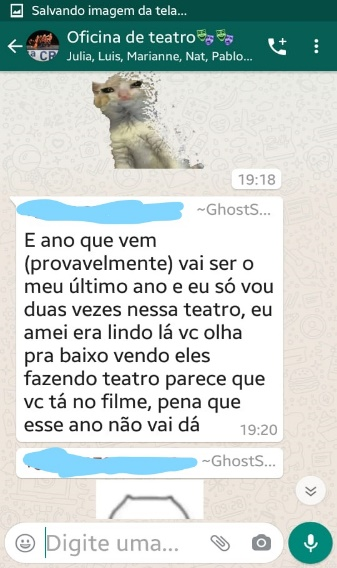 Salvando imagem da tela...
Oficina de teatro🎭🎭
Julia, Luis, Marianne, Nat, Pablo...
19:18
~GhostS...
E ano que vem
(provavelmente) vai ser o
meu último ano e eu só vou
duas vezes nessa teatro, eu
amei era lindo lá vc olha
pra baixo vendo eles
fazendo teatro parece que
vc tá no filme, pena que
esse ano não vai dá
19:20
~GhostS...
Digite uma...